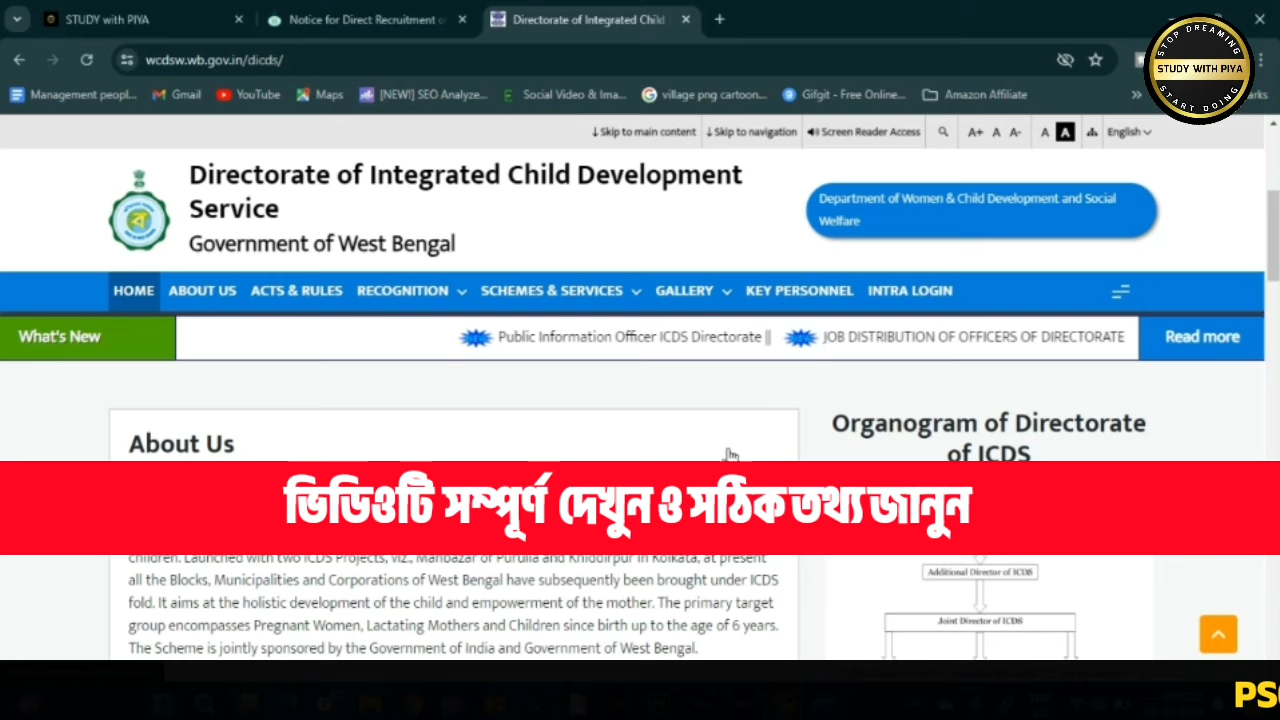 STUDY with PIYA
Notice for Direct Recruitment o
Directorate of Integrated Child
wcdsw.wb.gov.in/dicds/
Management peopl...
Gmail
YouTube
Maps
[NEW!] SEO Analyze...
Social Video & Ima...
village png cartoon...
Gifgit - Free Online...
Amazon Affiliate
STOP DREAMING
STUDY WITH PIYA
START DOING
Skip to main content
Skip to navigation
Screen Reader Access
A+ A A-
A A
English
Directorate of Integrated Child Development
Service
Government of West Bengal
Department of Women & Child Development and Social
Welfare
HOME ABOUT US ACTS & RULES RECOGNITION SCHEMES & SERVICES GALLERY KEY PERSONNEL INTRA LOGIN
What's New
Public Information Officer ICDS Directorate ||
JOB DISTRIBUTION OF OFFICERS OF DIRECTORATE
Read more
About Us
Organogram of Directorate
of ICDS
ভিডিওটি সম্পূর্ণ দেখুন ও সঠিক তথ্য জানুন
children. Launched with two ICDS Projects, viz., Manbazar of Purulia and Khidirpur in Kolkata, at present
all the Blocks, Municipalities and Corporations of West Bengal have subsequently been brought under ICDS
fold. It aims at the holistic development of the child and empowerment of the mother. The primary target
group encompasses Pregnant Women, Lactating Mothers and Children since birth up to the age of 6 years.
The Scheme is jointly sponsored by the Government of India and Government of West Bengal.
Additional Director of ICDS
Joint Director of ICDS
PS